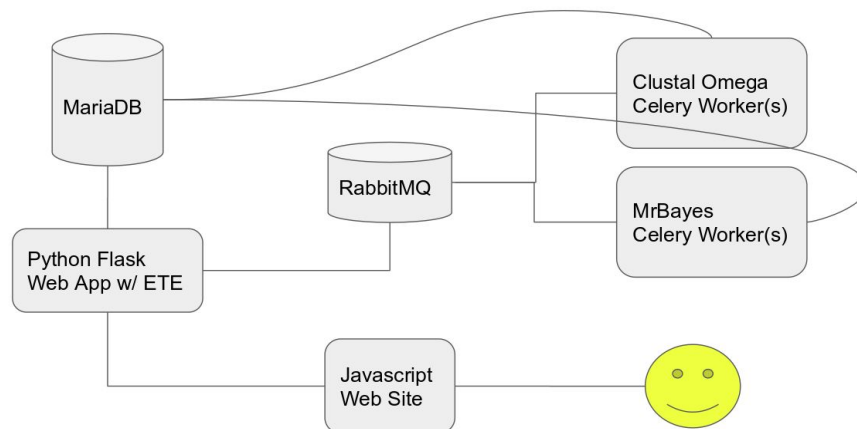 MariaDB
Clustal Omega
Celery Worker(s)
RabbitMQ
MrBayes
Celery Worker(s)
Python Flask
Web App w/ ETE
Javascript
Web Site